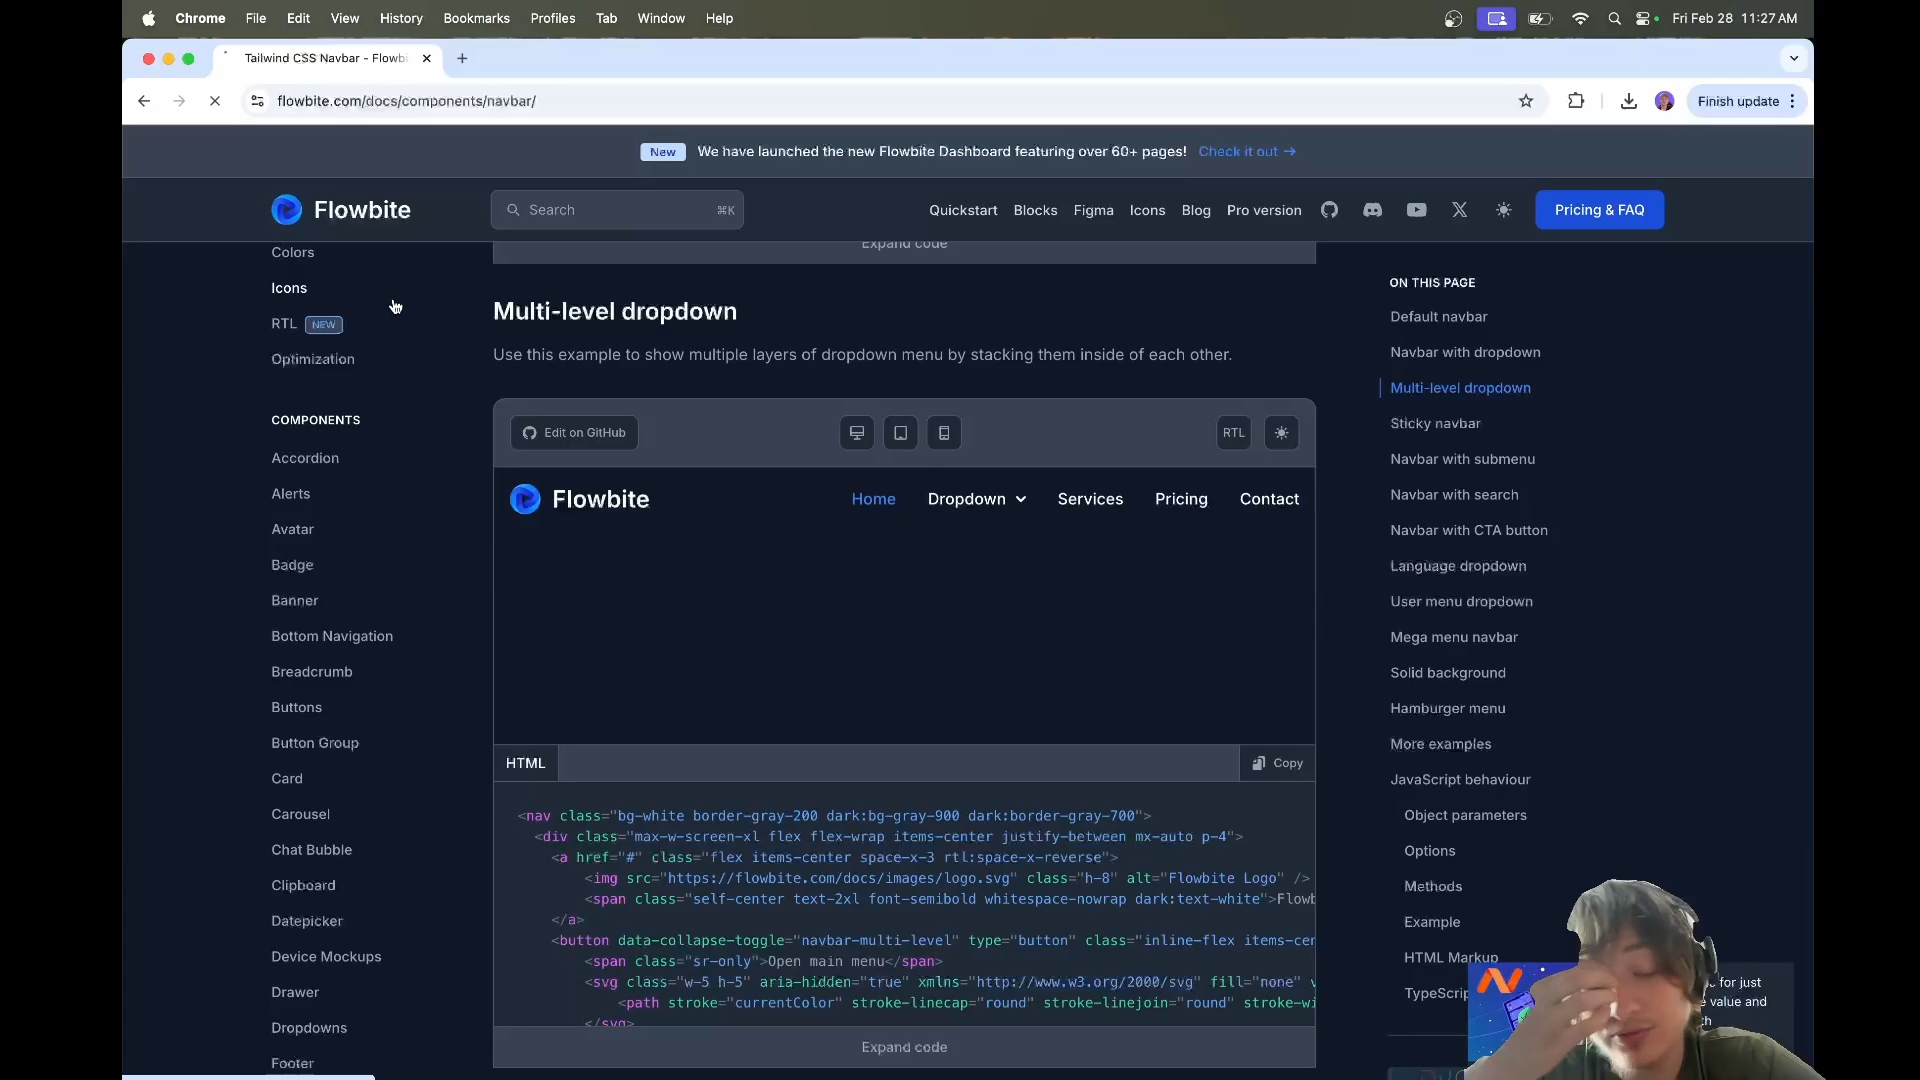 Chrome File Edit View History Bookmarks Profiles Tab Window Help
Fri Feb 28 11:27 AM
Tailwind CSS Navbar - Flowbi
flowbite.com/docs/components/navbar/
Finish update
New We have launched the new Flowbite Dashboard featuring over 60+ pages! Check it out →
Flowbite
Search ⌘K
Quickstart Blocks Figma Icons Blog Pro version
Pricing & FAQ
Colors
Icons
RTL NEW
Optimization
COMPONENTS
Accordion
Alerts
Avatar
Badge
Banner
Bottom Navigation
Breadcrumb
Buttons
Button Group
Card
Carousel
Chat Bubble
Clipboard
Datepicker
Device Mockups
Drawer
Dropdowns
Footer
Expand code
Multi-level dropdown
Use this example to show multiple layers of dropdown menu by stacking them inside of each other.
Edit on GitHub
RTL
Flowbite
Home Dropdown Services Pricing Contact
HTML
Copy
<nav class="bg-white border-gray-200 dark:bg-gray-900 dark:border-gray-700">
<div class="max-w-screen-xl flex flex-wrap items-center justify-between mx-auto p-4">
<a href="#" class="flex items-center space-x-3 rtl:space-x-reverse">
<img src="https://flowbite.com/docs/images/logo.svg" class="h-8" alt="Flowbite Logo" />
<span class="self-center text-2xl font-semibold whitespace-nowrap dark:text-white">Flowb
</a>
<button data-collapse-toggle="navbar-multi-level" type="button" class="inline-flex items-cen
<span class="sr-only">Open main menu</span>
<svg class="w-5 h-5" aria-hidden="true" xmlns="http://www.w3.org/2000/svg" fill="none" v
<path stroke="currentColor" stroke-linecap="round" stroke-linejoin="round" stroke-wi
</svg>
Expand code
ON THIS PAGE
Default navbar
Navbar with dropdown
Multi-level dropdown
Sticky navbar
Navbar with submenu
Navbar with search
Navbar with CTA button
Language dropdown
User menu dropdown
Mega menu navbar
Solid background
Hamburger menu
More examples
JavaScript behaviour
Object parameters
Options
Methods
Example
HTML Markup
TypeScrip
for just
value and